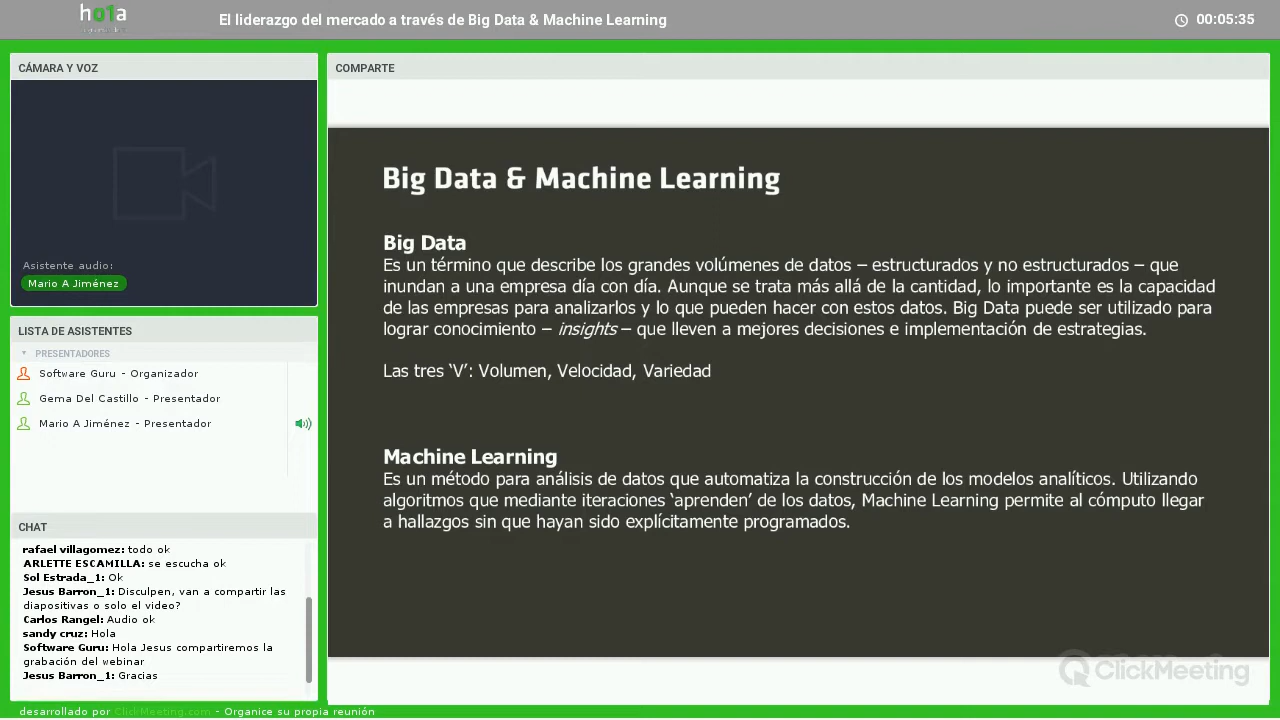 ho1a
El liderazgo del mercado a través de Big Data & Machine Learning
00:05:35
CÁMARA Y VOZ
Asistente audio:
Mario A Jiménez
LISTA DE ASISTENTES
PRESENTADORES
Software Guru - Organizador
Gema Del Castillo - Presentador
Mario A Jiménez - Presentador
CHAT
rafael villagomez: todo ok
ARLETTE ESCAMILLA: se escucha ok
Sol Estrada_1: Ok
Jesus Barron_1: Disculpen, van a compartir las
diapositivas o solo el video?
Carlos Rangel: Audio ok
sandy cruz: Hola
Software Guru: Hola Jesus compartiremos la
grabación del webinar
Jesus Barron_1: Gracias
COMPARTE
Big Data & Machine Learning
Big Data
Es un término que describe los grandes volúmenes de datos – estructurados y no estructurados – que
inundan a una empresa día con día. Aunque se trata más allá de la cantidad, lo importante es la capacidad
de las empresas para analizarlos y lo que pueden hacer con estos datos. Big Data puede ser utilizado para
lograr conocimiento – insights – que lleven a mejores decisiones e implementación de estrategias.
Las tres ‘V’: Volumen, Velocidad, Variedad
Machine Learning
Es un método para análisis de datos que automatiza la construcción de los modelos analíticos. Utilizando
algoritmos que mediante iteraciones ‘aprenden’ de los datos, Machine Learning permite al cómputo llegar
a hallazgos sin que hayan sido explícitamente programados.
ClickMeeting
desarrollado por ClickMeeting.com - Organice su propia reunión